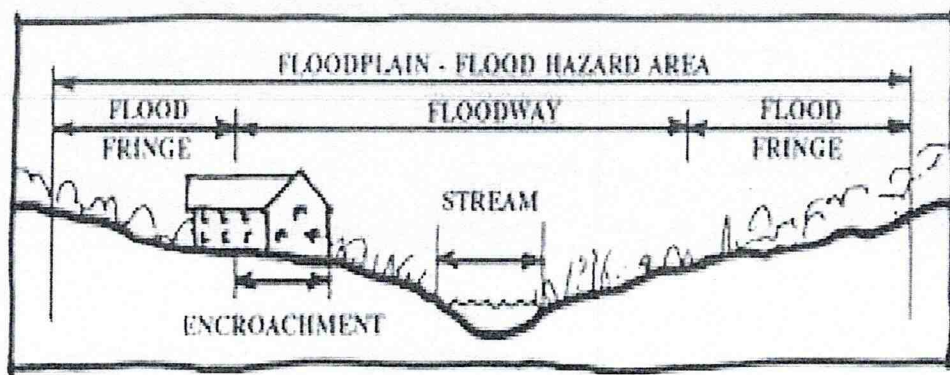 FLOODPLAIN - FLOOD HAZARD AREA
FLOOD FRINGE
FLOODWAY
FLOOD FRINGE
STREAM
ENCROACHMENT